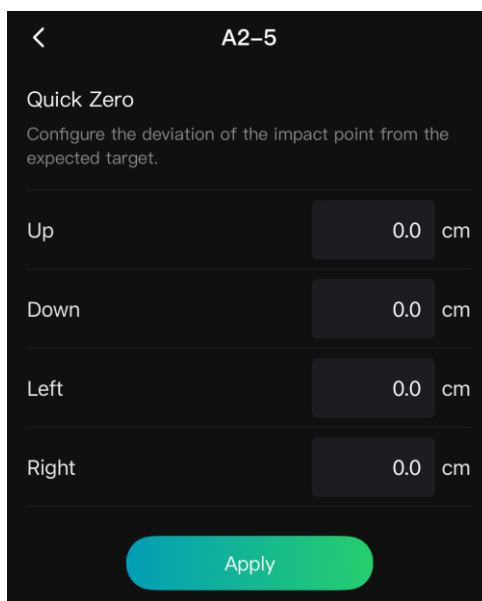 A2-5
Quick Zero
Configure the deviation of the impact point from the
expected target.
Up 0.0 cm
Down 0.0 cm
Left 0.0 cm
Right 0.0 cm
Apply